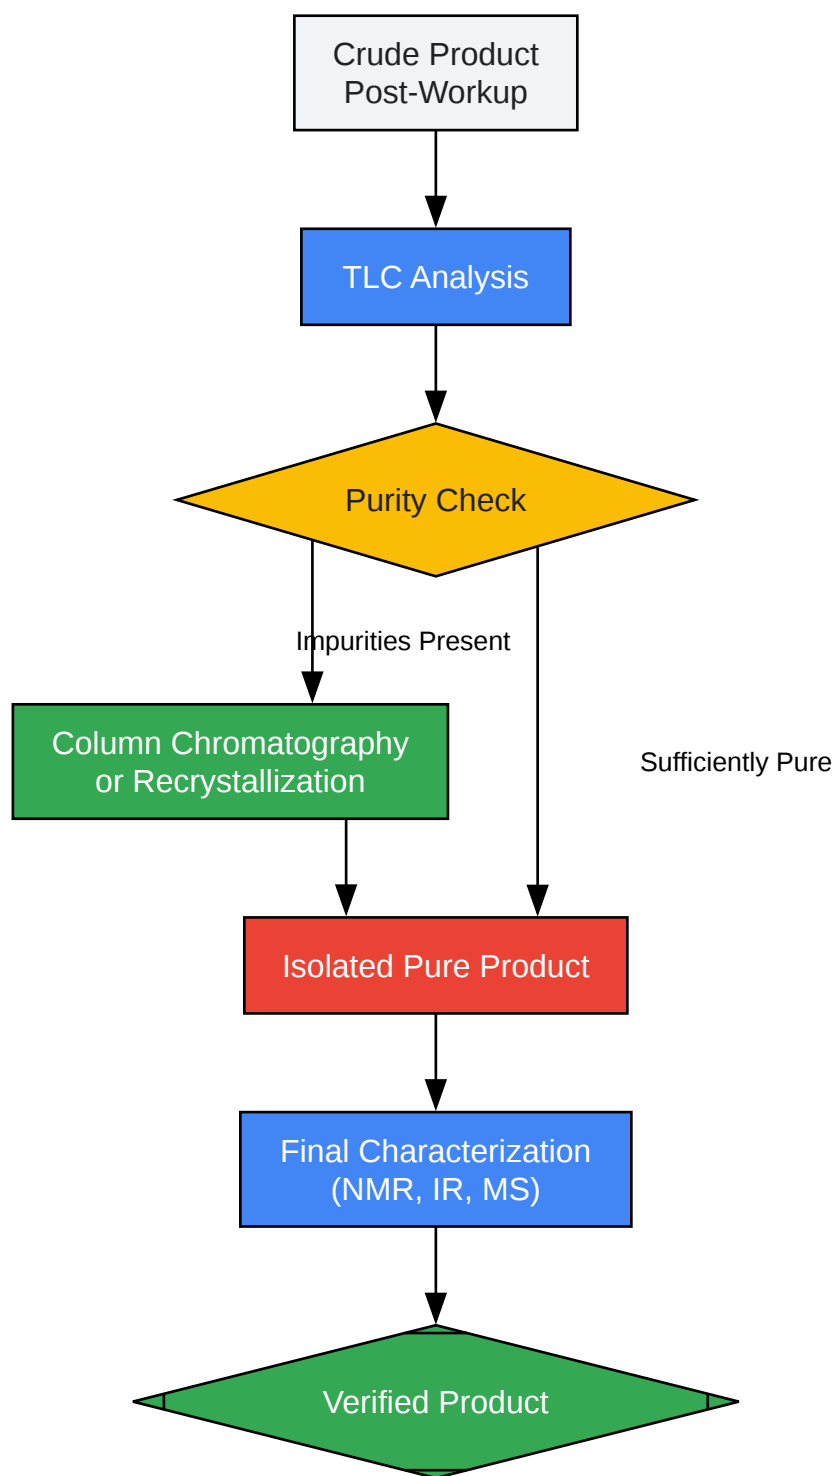 Crude Product
Post-Workup
TLC Analysis
Purity Check
Impurities Present
Column Chromatography
or Recrystallization
Sufficiently Pure
Isolated Pure Product
Final Characterization
(NMR, IR, MS)
Verified Product